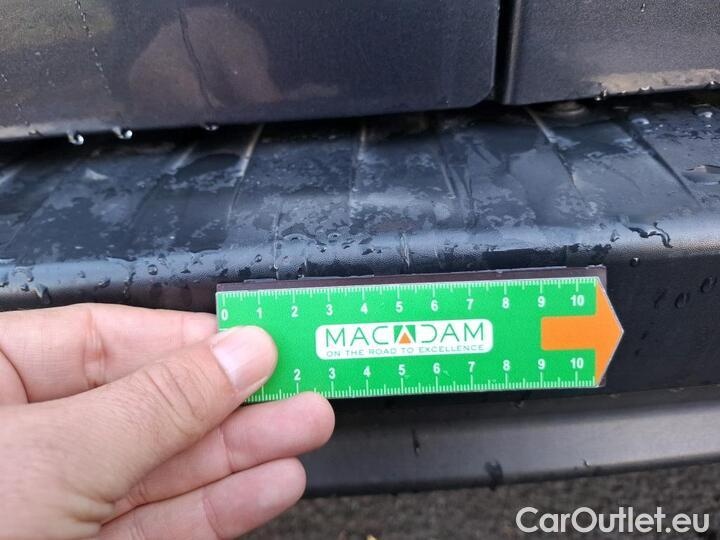 0 1 2 3 4 5 6 7 8 9 10
MACADAM
ON THE ROAD TO EXCELLENCE
2 3 4 5 6 7 8 9 10
CarOutlet.eu